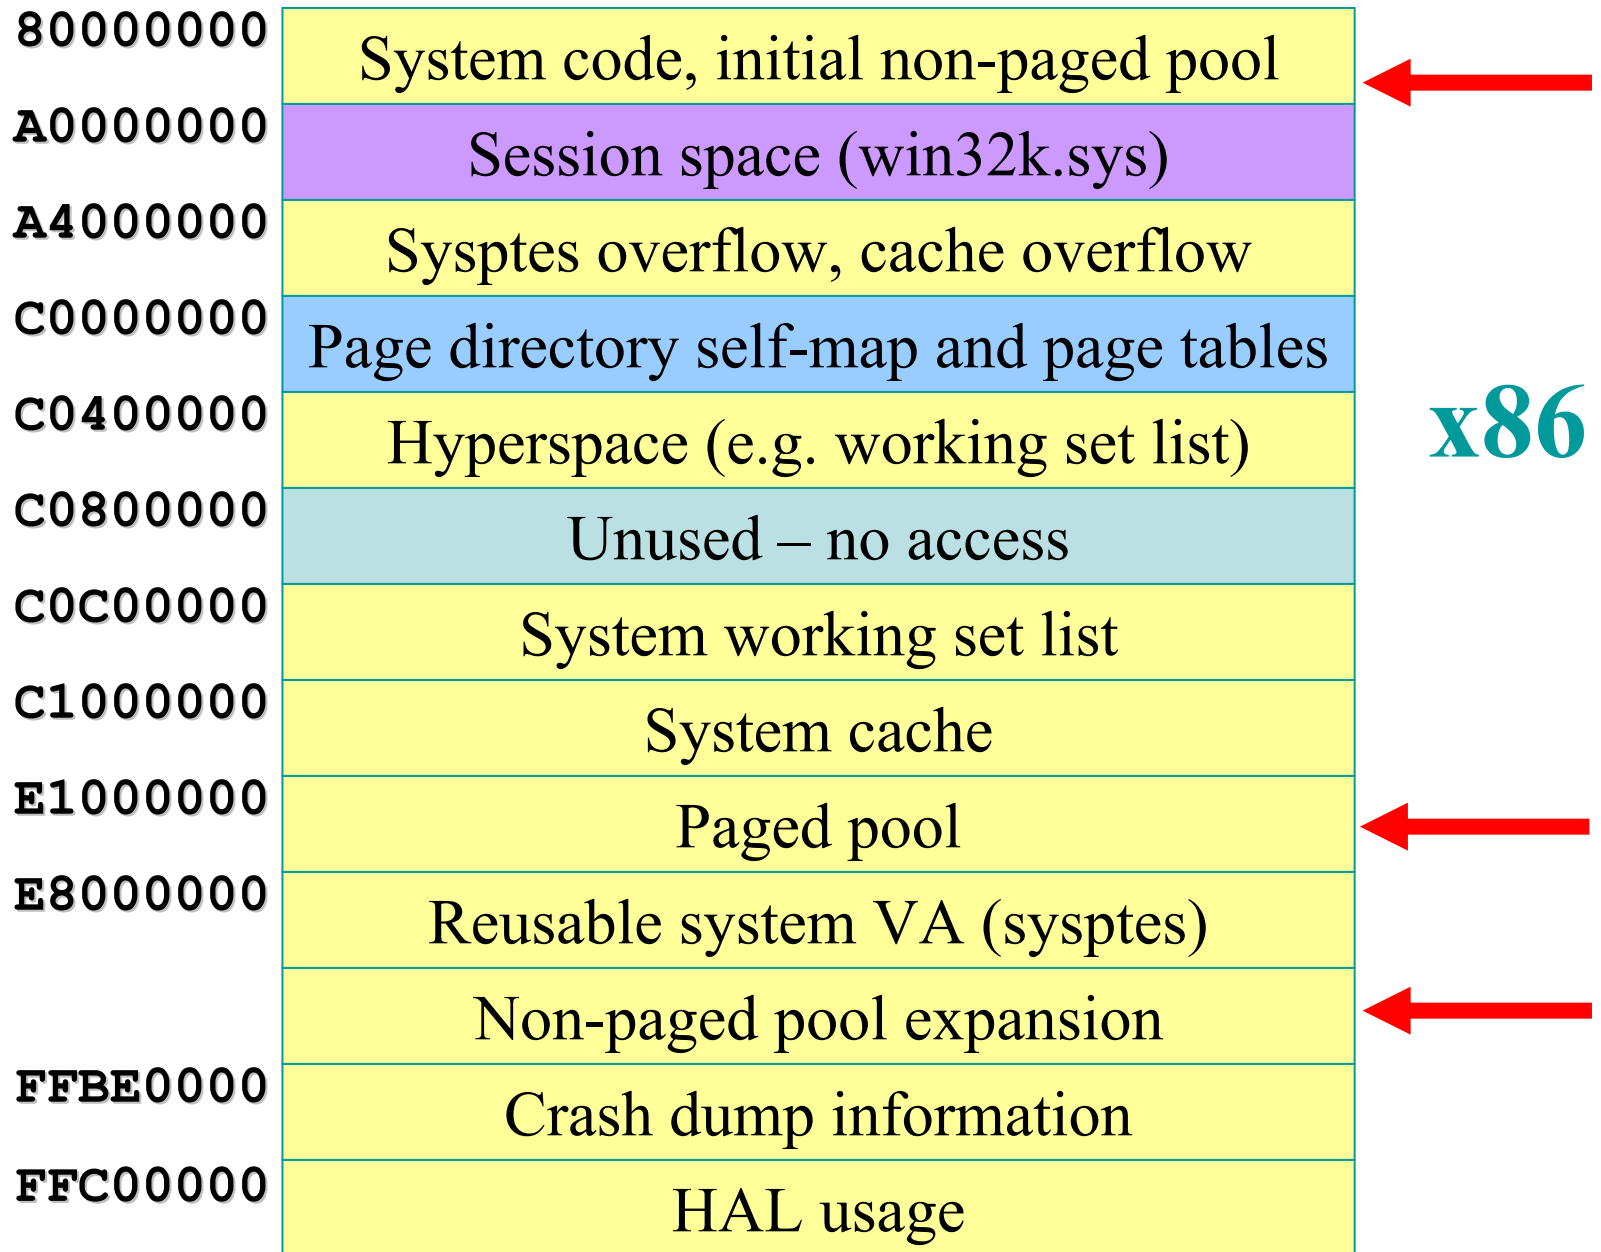 80000000
System code, initial non-paged pool
A0000000
Session space (win32k.sys)
A4000000
Sysptes overflow, cache overflow
C0000000
Page directory self-map and page tables
C0400000
Hyperspace (e.g. working set list)
x86
C0800000
Unused – no access
C0C00000
System working set list
C1000000
System cache
E1000000
Paged pool
E8000000
Reusable system VA (sysptes)
Non-paged pool expansion
FFBE0000
Crash dump information
FFC00000
HAL usage